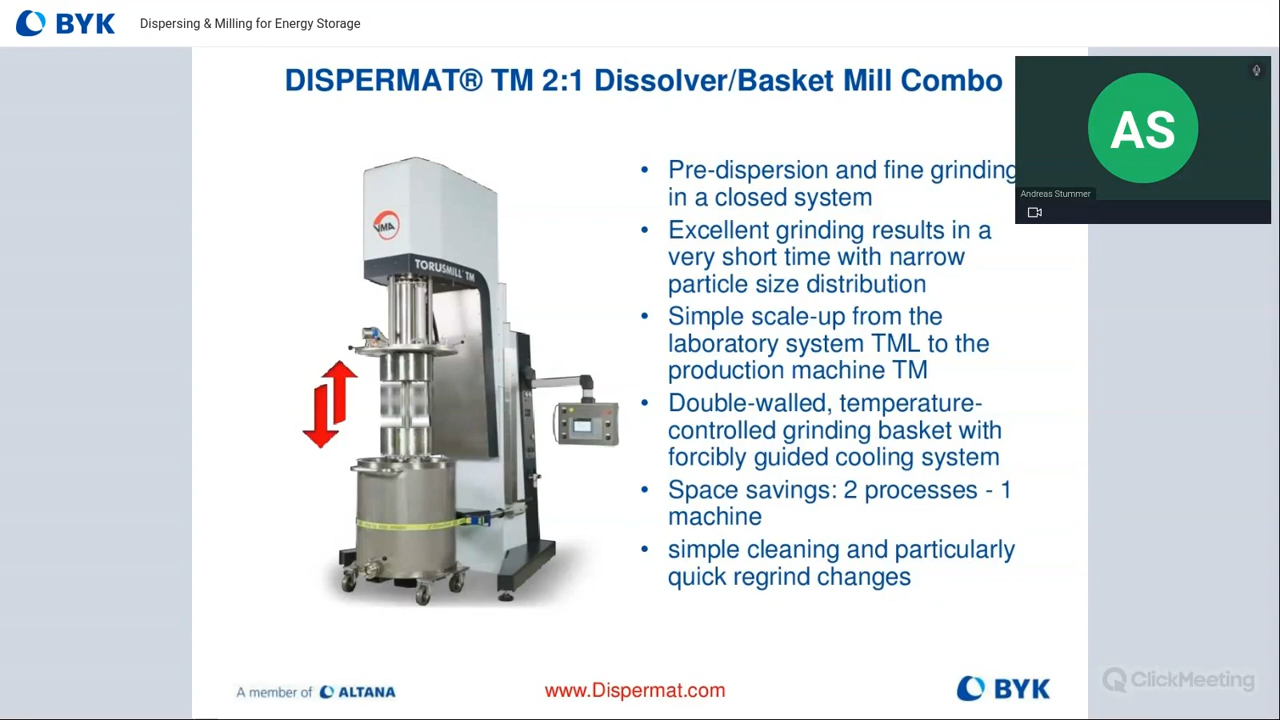 BYK
Dispersing & Milling for Energy Storage
DISPERMAT® TM 2:1 Dissolver/Basket Mill Combo
AS
Andreas Stummer
• Pre-dispersion and fine grinding
in a closed system
• Excellent grinding results in a
very short time with narrow
particle size distribution
• Simple scale-up from the
laboratory system TML to the
production machine TM
• Double-walled, temperature-
controlled grinding basket with
forcibly guided cooling system
• Space savings: 2 processes - 1
machine
• simple cleaning and particularly
quick regrind changes
VMA
TORUSMILL TM
A member of ALTANA
www.Dispermat.com
BYK
ClickMeeting